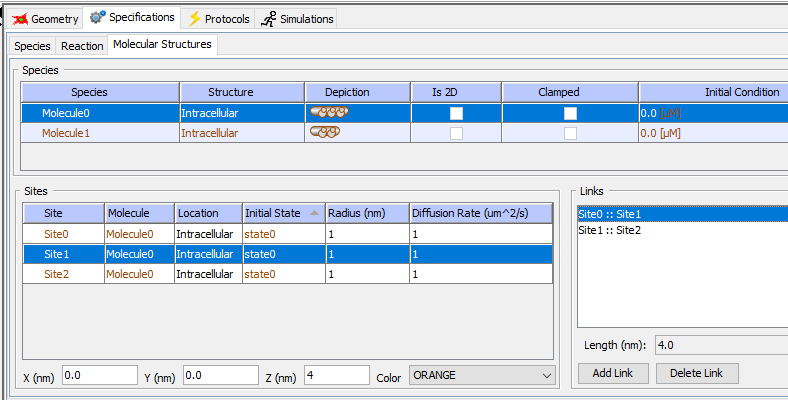 Geometry Specifications Protocols Simulations
Species Reaction Molecular Structures
Species
Species Structure Depiction Is 2D Clamped Initial Condition
Molecule0 Intracellular 0.0 [µM]
Molecule1 Intracellular 0.0 [µM]
Sites
Site Molecule Location Initial State Radius (nm) Diffusion Rate (um^2/s)
Site0 Molecule0 Intracellular state0 1 1
Site1 Molecule0 Intracellular state0 1 1
Site2 Molecule0 Intracellular state0 1 1
X (nm) 0.0 Y (nm) 0.0 Z (nm) 4 Color ORANGE
Links
Site0 :: Site1
Site1 :: Site2
Length (nm): 4.0
Add Link Delete Link